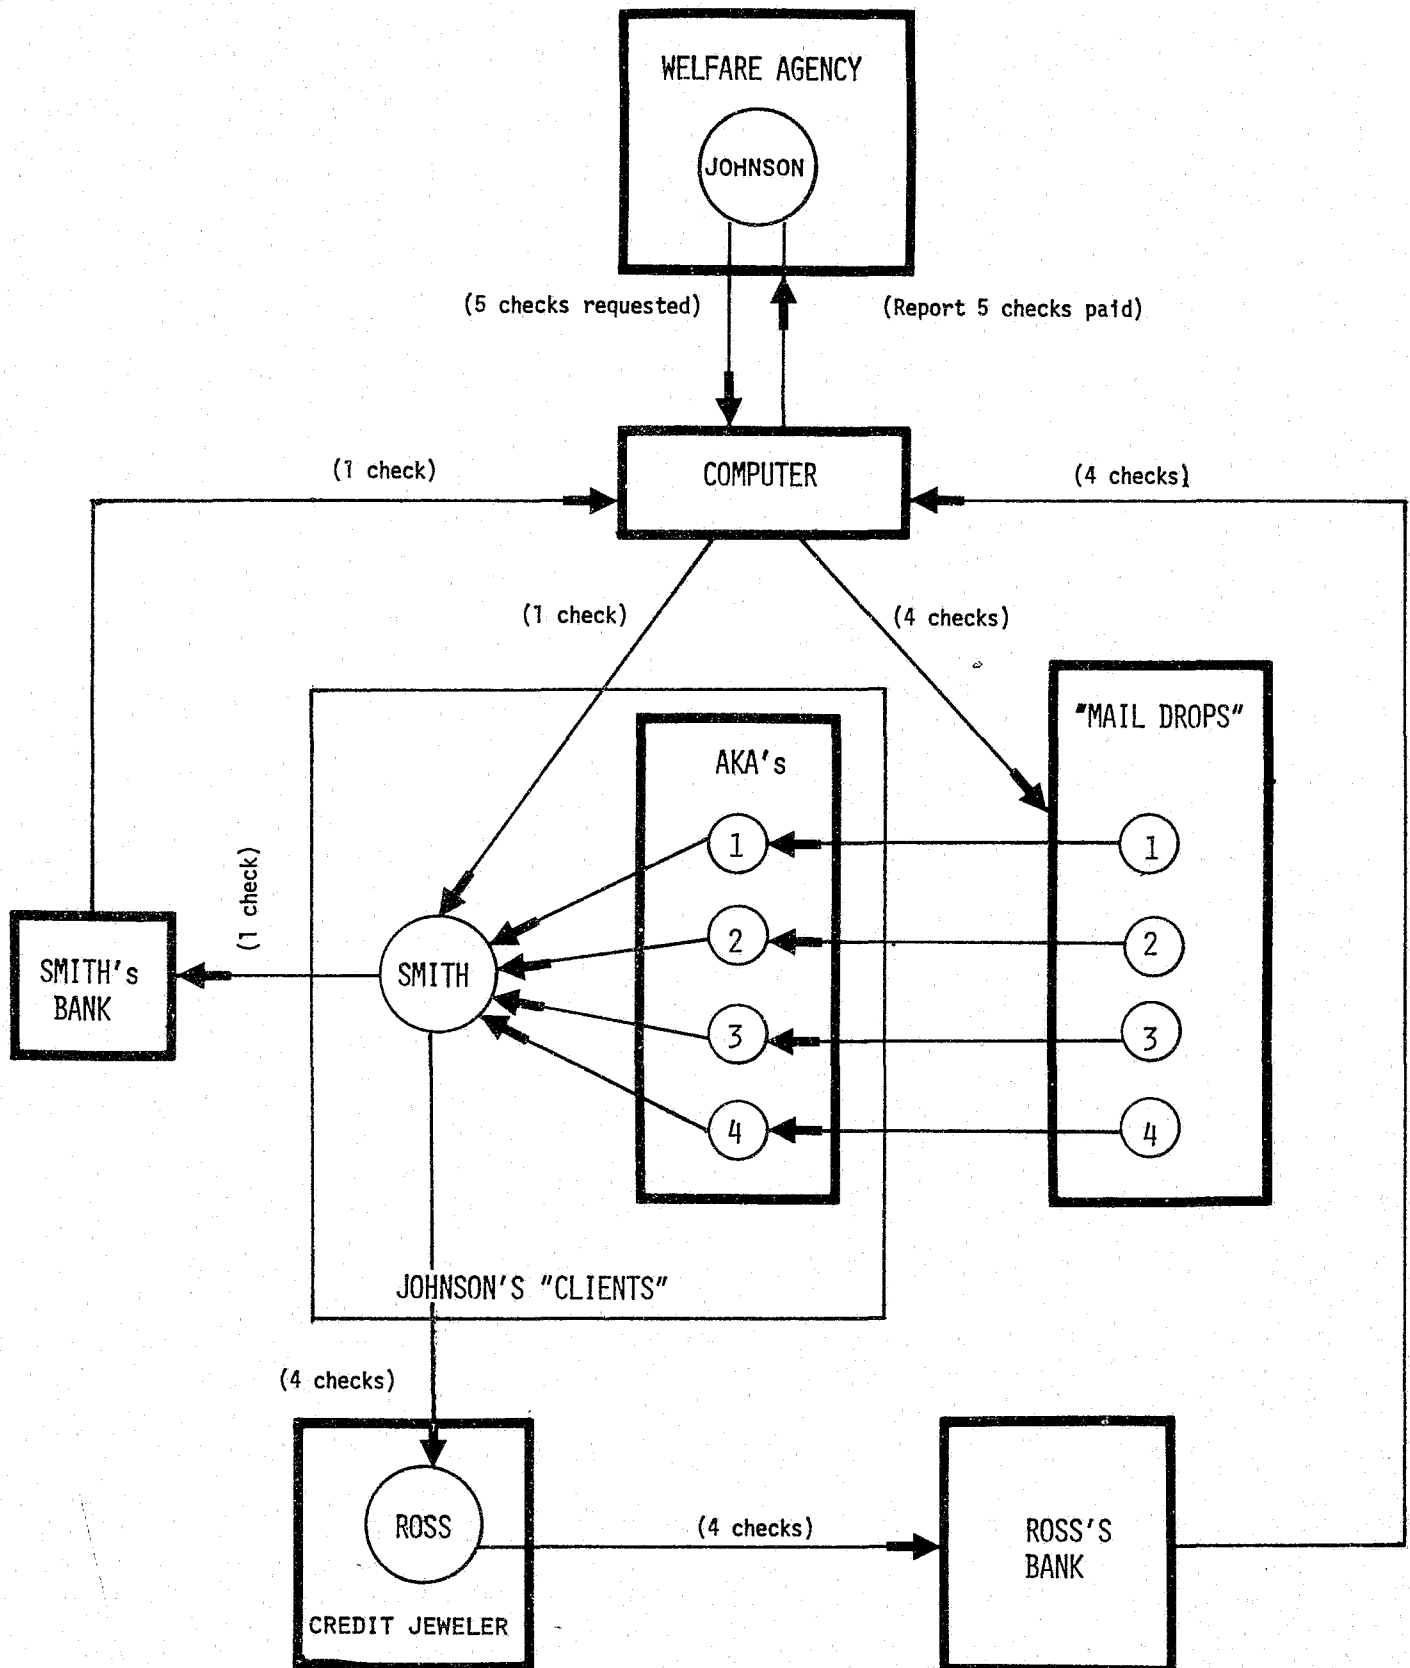 WELFARE AGENCY
JOHNSON
(5 checks requested)
(Report 5 checks paid)
(1 check)
COMPUTER
(4 checks)
(1 check)
(4 checks)
"MAIL DROPS"
AKA's
1
1
(1 check)
2
2
SMITH's
BANK
SMITH
3
3
4
4
JOHNSON'S "CLIENTS"
(4 checks)
ROSS
(4 checks)
ROSS'S
BANK
CREDIT JEWELER